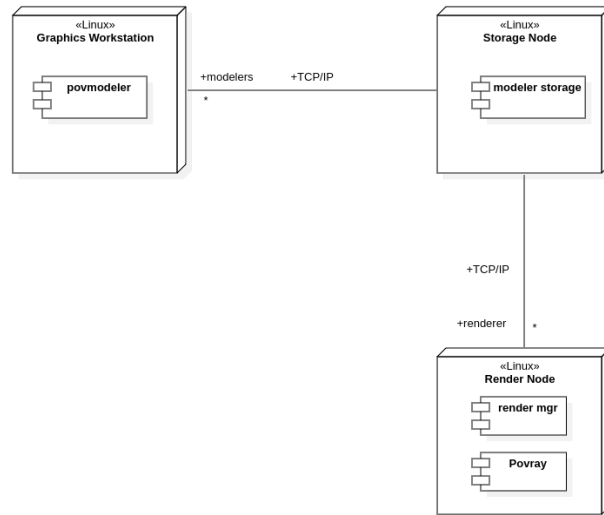 «Linux»
Graphics Workstation
povmodeler
+modelers
+TCP/IP
*
«Linux»
Storage Node
modeler storage
+TCP/IP
+renderer
*
«Linux»
Render Node
render mgr
Povray